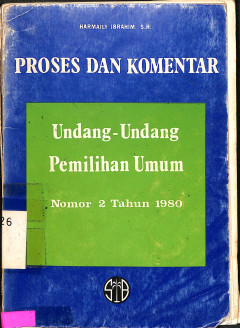 HARMAILY IBRAHIM S.H.
PROSES DAN KOMENTAR
Undang-Undang
Pemilihan Umum
Nomor 2 Tahun 1980
26